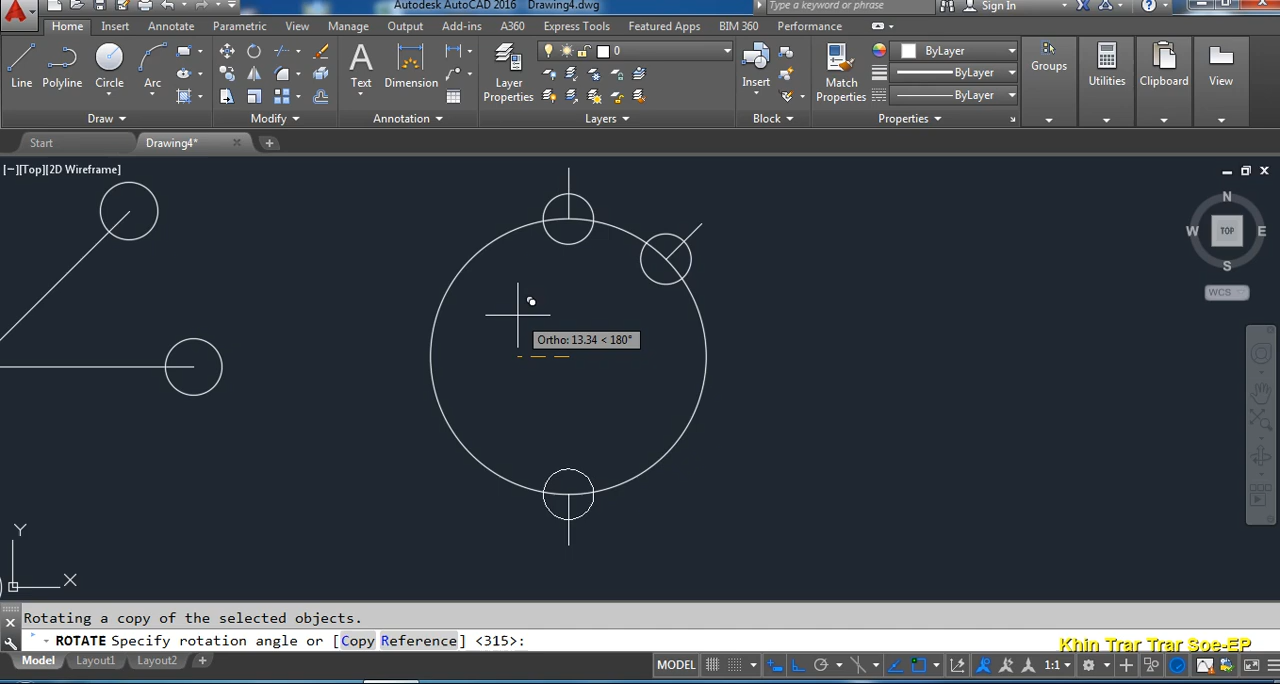 Autodesk AutoCAD 2016 Drawing4.dwg
Type a keyword or phrase
Sign In
Home Insert Annotate Parametric View Manage Output Add-ins A360 Express Tools Featured Apps BIM 360 Performance
0
ByLayer
ByLayer
ByLayer
Line Polyline Circle Arc Text Dimension Layer Properties Insert Match Properties Groups Utilities Clipboard View
Draw Modify Annotation Layers Block Properties
Start Drawing4*
[−][Top][2D Wireframe]
N
W TOP E
S
WCS
Ortho: 13.34 < 180°
Y
X
Rotating a copy of the selected objects.
ROTATE Specify rotation angle or [Copy Reference] <315>:
Khin Trar Trar Soe-EP
Model Layout1 Layout2 MODEL 1:1